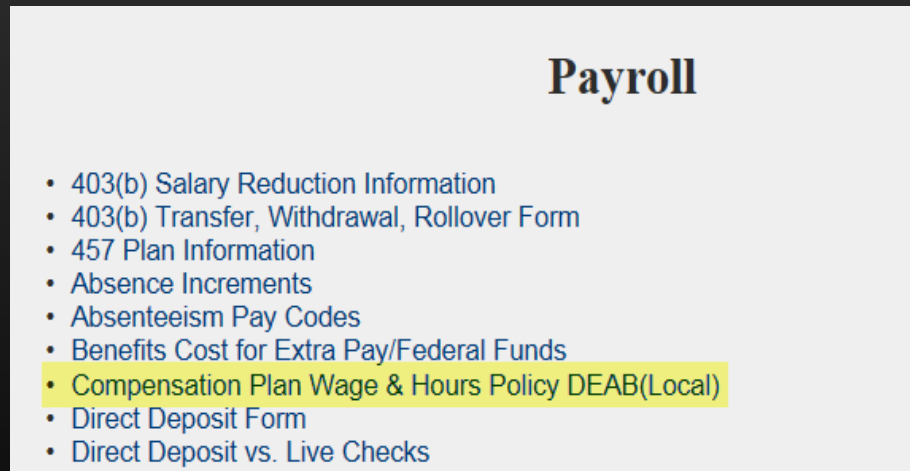 Payroll
• 403(b) Salary Reduction Information
• 403(b) Transfer, Withdrawal, Rollover Form
• 457 Plan Information
• Absence Increments
• Absenteeism Pay Codes
• Benefits Cost for Extra Pay/Federal Funds
• Compensation Plan Wage & Hours Policy DEAB(Local)
• Direct Deposit Form
• Direct Deposit vs. Live Checks